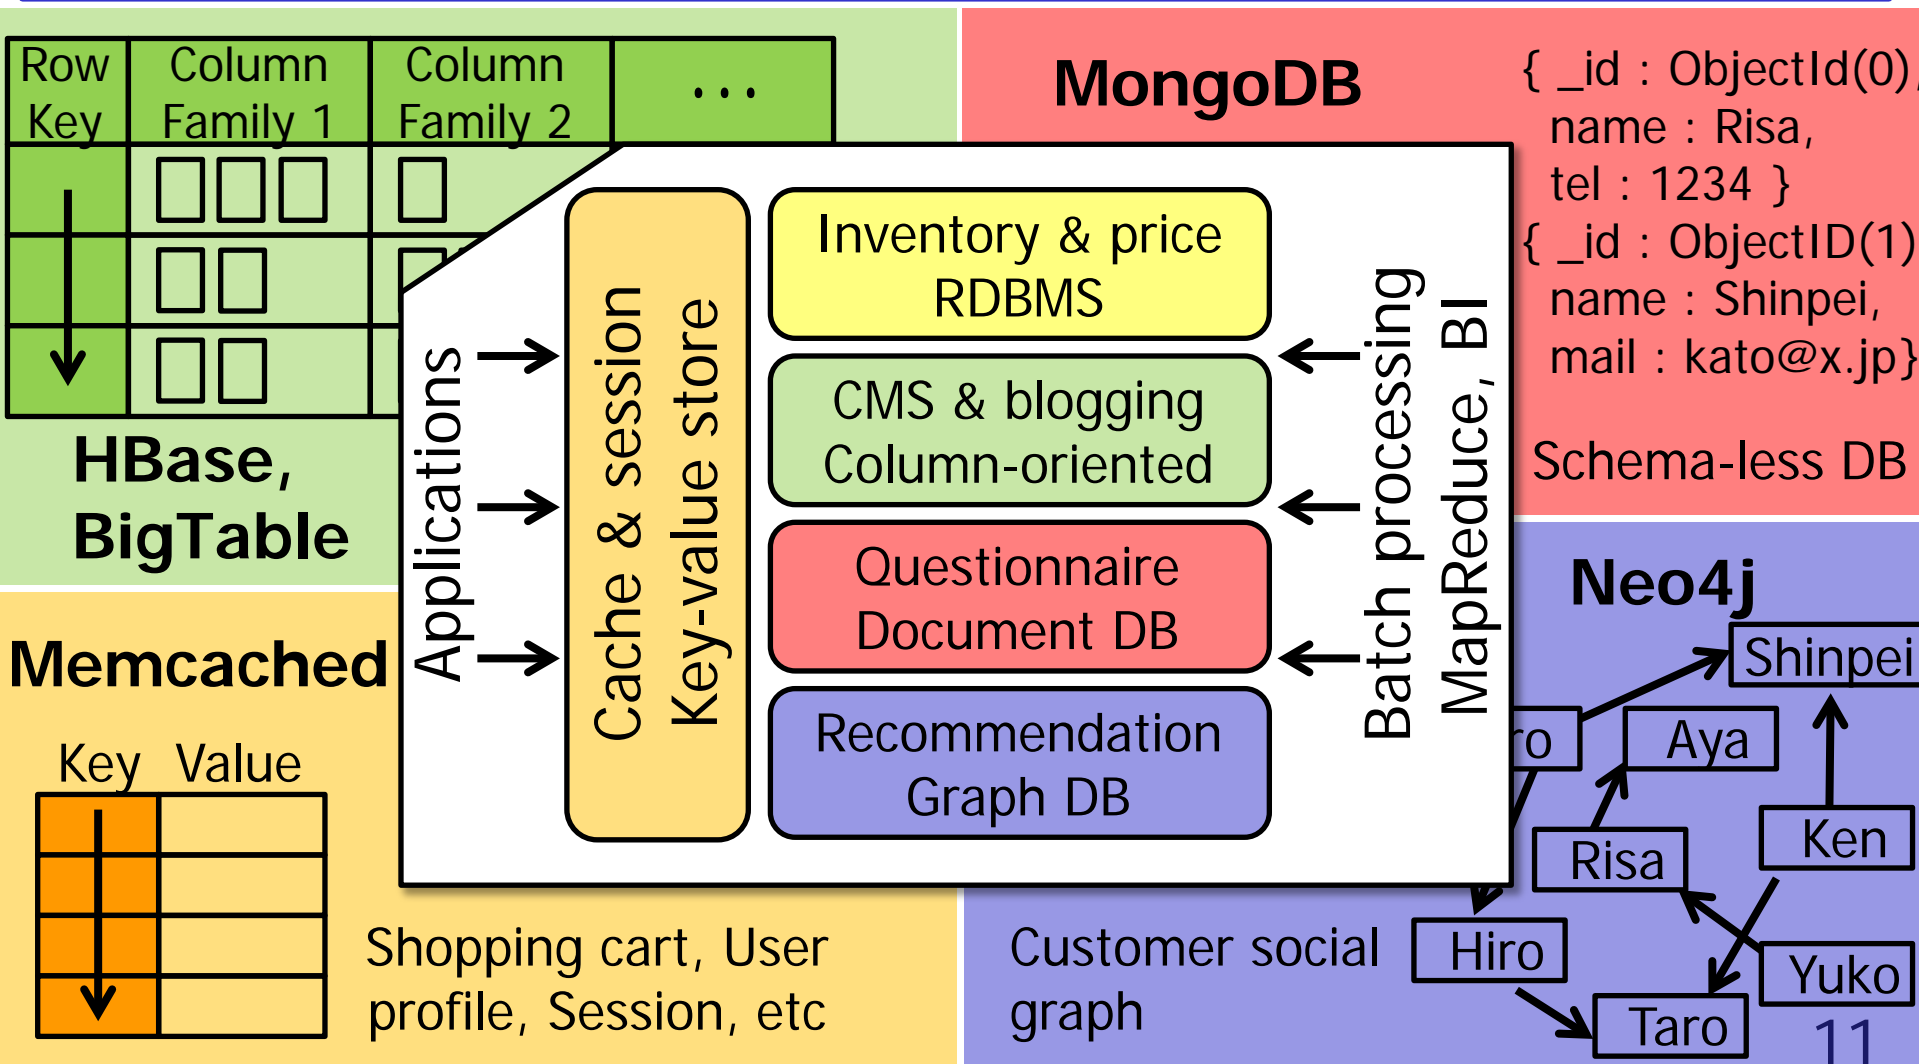 Row Key
Column Family 1
Column Family 2
...
HBase,
BigTable
MongoDB
{ _id : ObjectId(0),
name : Risa,
tel : 1234 }
{ _id : ObjectID(1)
name : Shinpei,
mail : kato@x.jp}
Schema-less DB
Applications
Cache & session
Key-value store
Inventory & price
RDBMS
CMS & blogging
Column-oriented
Questionnaire
Document DB
Recommendation
Graph DB
Batch processing
MapReduce, BI
Memcached
Key Value
Shopping cart, User
profile, Session, etc
Neo4j
Shinpei
ro
Aya
Risa
Ken
Hiro
Yuko
Taro
Customer social
graph
11